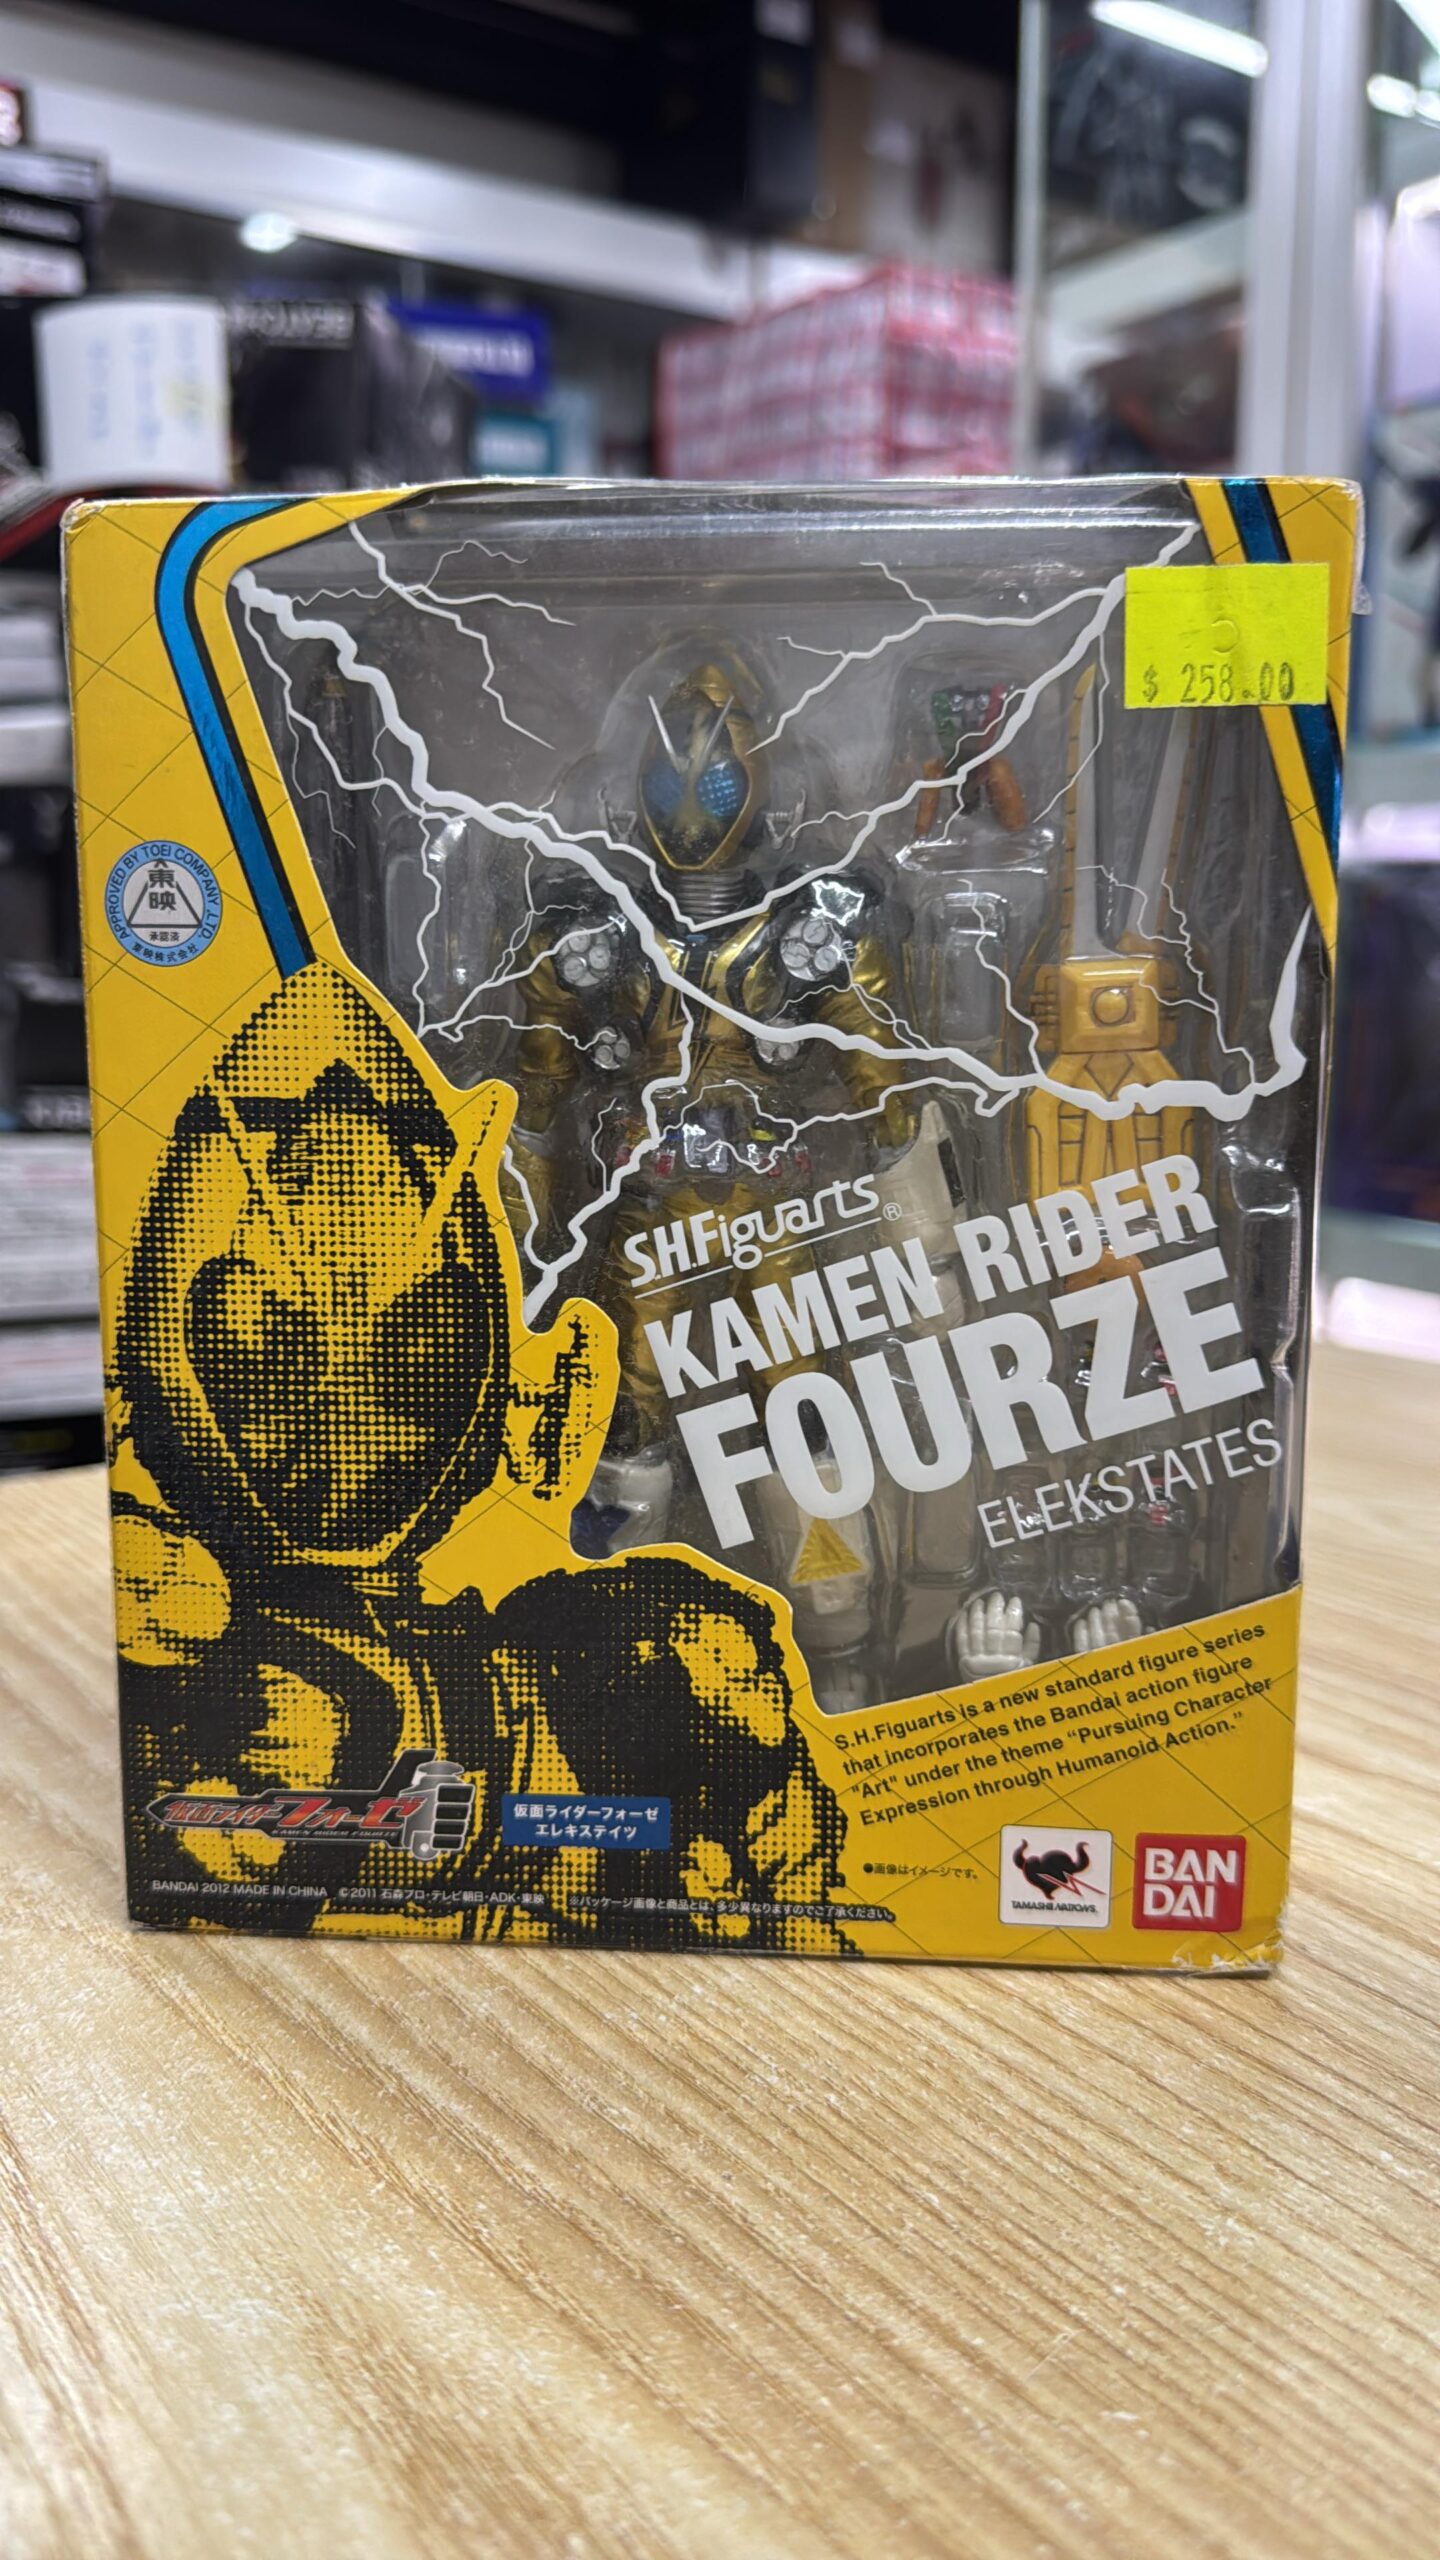 $ 258.00
APPROVED BY TOEI COMPANY, LTD.
東映
承認済
東映株式会社
S.H.Figuarts®
KAMEN RIDER
FOURZE
ELEKSTATES
S.H.Figuarts is a new standard figure series
that incorporates the Bandai action figure
"Art" under the theme “Pursuing Character
Expression through Humanoid Action.”
仮面ライダーフォーゼ
KAMEN RIDER FOURZE
仮面ライダーフォーゼ
エレキステイツ
●画像はイメージです。
TAMASHII NATIONS
BAN
DAI
BANDAI 2012 MADE IN CHINA ©2011 石森プロ・テレビ朝日・ADK・東映 ※パッケージ画像と商品とは、多少異なりますのでご了承ください。